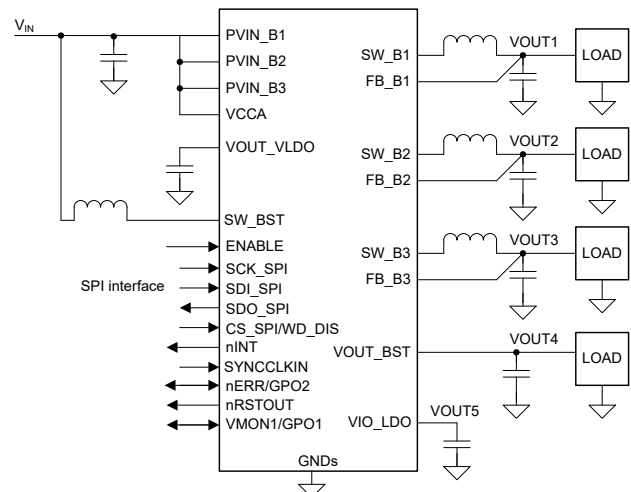 VIN
PVIN_B1
PVIN_B2
PVIN_B3
VCCA
VOUT_VLDO
SW_BST
ENABLE
SCK_SPI
SPI interface
SDI_SPI
SDO_SPI
CS_SPI/WD_DIS
nINT
SYNCCLKIN
nERR/GPO2
nRSTOUT
VMON1/GPO1
GNDs
SW_B1
VOUT1
LOAD
FB_B1
SW_B2
VOUT2
LOAD
FB_B2
SW_B3
VOUT3
LOAD
FB_B3
VOUT_BST
VOUT4
LOAD
VIO_LDO
VOUT5